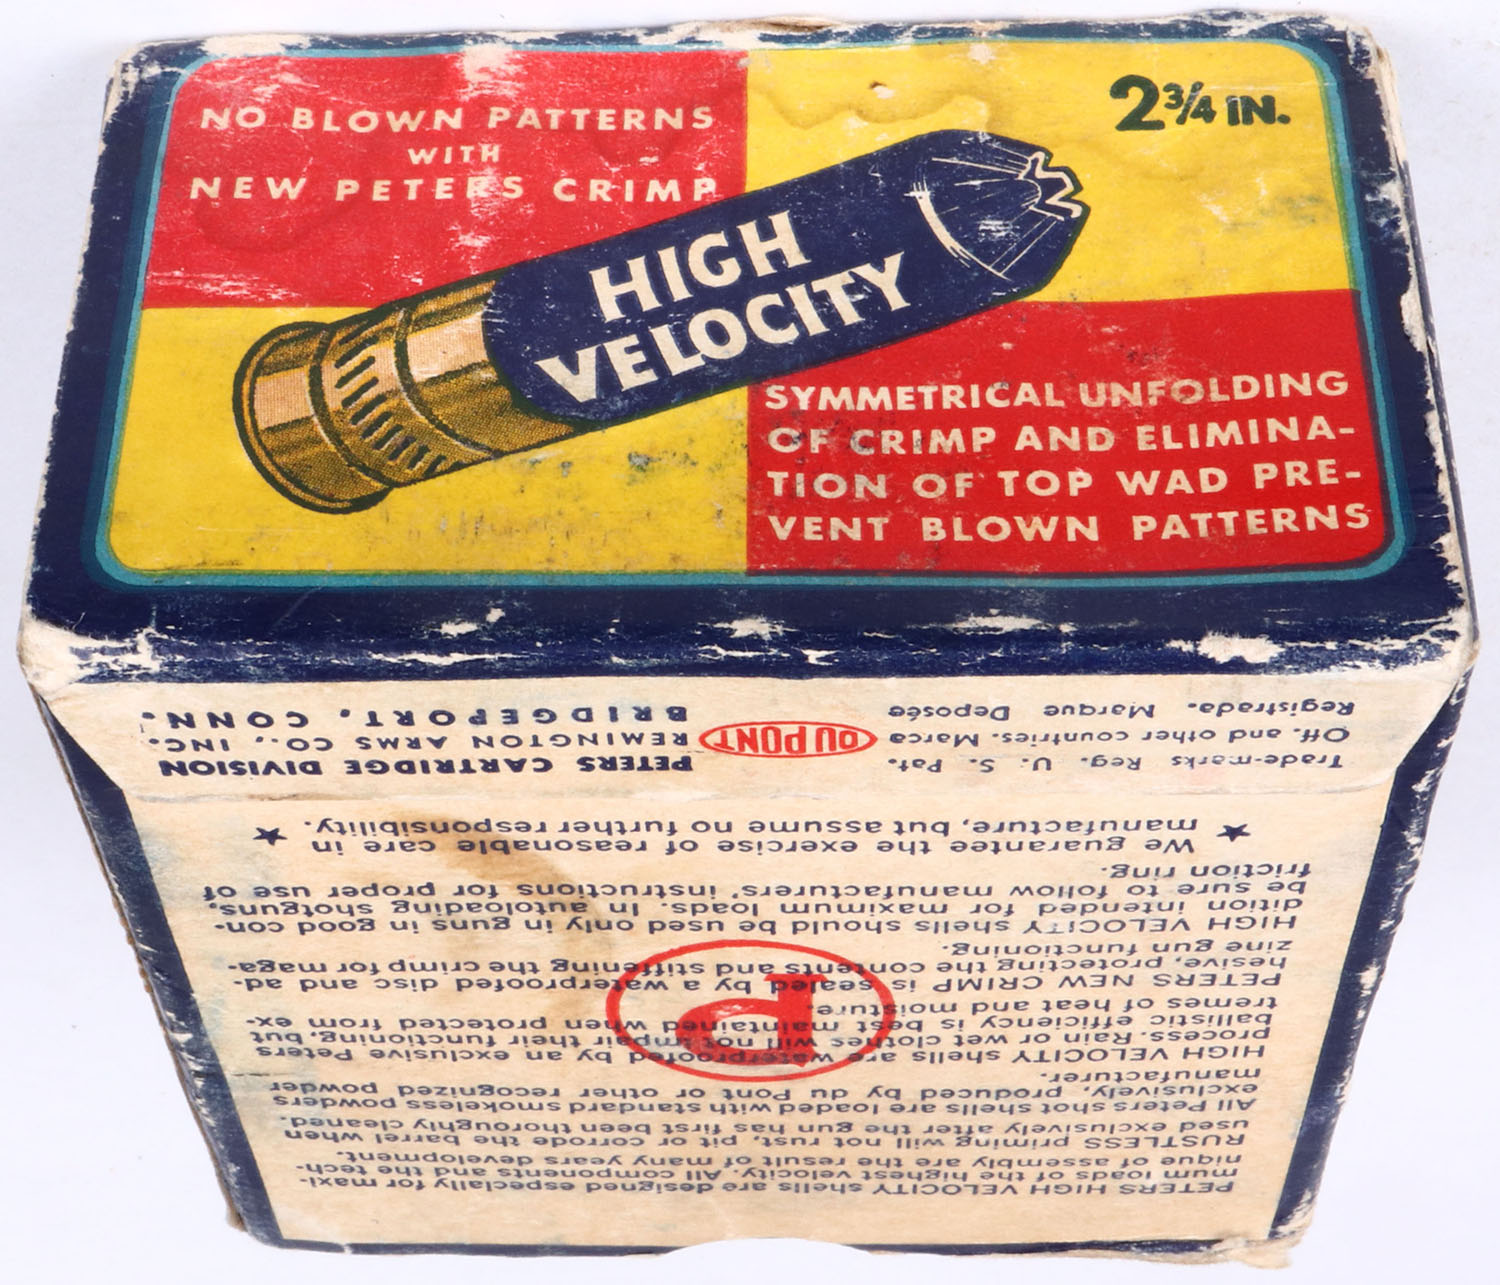 NO BLOWN PATTERNS
WITH
NEW PETERS CRIMP
2 3/4 IN.
HIGH
VELOCITY
SYMMETRICAL UNFOLDING
OF CRIMP AND ELIMINA-
TION OF TOP WAD PRE-
VENT BLOWN PATTERNS
PETERS HIGH VELOCITY shells are designed especially for maxi-
mum loads of the highest velocity. All components and the tech-
nique of assembly are the result of many years development.
RUSTLESS priming will not rust, pit or corrode the barrel when
used exclusively after the gun has first been thoroughly cleaned.
All Peters shot shells are loaded with standard smokeless powders
exclusively, produced by du Pont or other recognized powder
manufacturer.
HIGH VELOCITY shells are waterproofed by an exclusive Peters
process. Rain or wet clothes will not impair their functioning, but
ballistic efficiency is best maintained when protected from ex-
tremes of heat and moisture.
PETERS NEW CRIMP is sealed by a waterproofed disc and ad-
hesive, protecting the contents and stiffening the crimp for maga-
zine gun functioning.
HIGH VELOCITY shells should be used only in guns in good con-
dition intended for maximum loads. In autoloading shotguns,
be sure to follow manufacturers' instructions for proper use of
friction ring.
P
★ We guarantee the exercise of reasonable care in ★
manufacture, but assume no further responsibility.
Trade-marks Reg. U. S. Pat.
Off. and other countries. Marca
Registrada. Marque Deposée
DU PONT
PETERS CARTRIDGE DIVISION
REMINGTON ARMS CO., INC.
BRIDGEPORT, CONN.